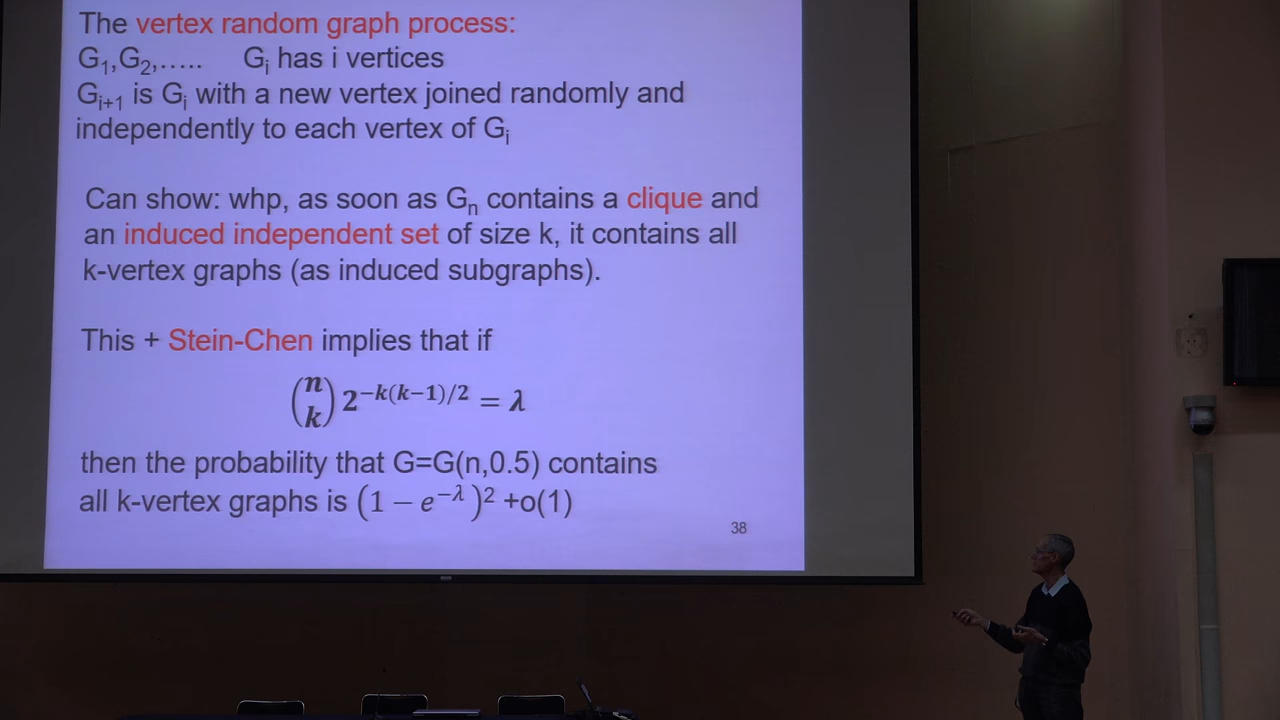 The vertex random graph process:
G₁,G₂,..... Gᵢ has i vertices
Gᵢ₊₁ is Gᵢ with a new vertex joined randomly and
independently to each vertex of Gᵢ
Can show: whp, as soon as Gₙ contains a clique and
an induced independent set of size k, it contains all
k-vertex graphs (as induced subgraphs).
This + Stein-Chen implies that if
(n k) 2^{-k(k-1)/2} = λ
then the probability that G=G(n,0.5) contains
all k-vertex graphs is (1 − e^{−λ})² +o(1)
38